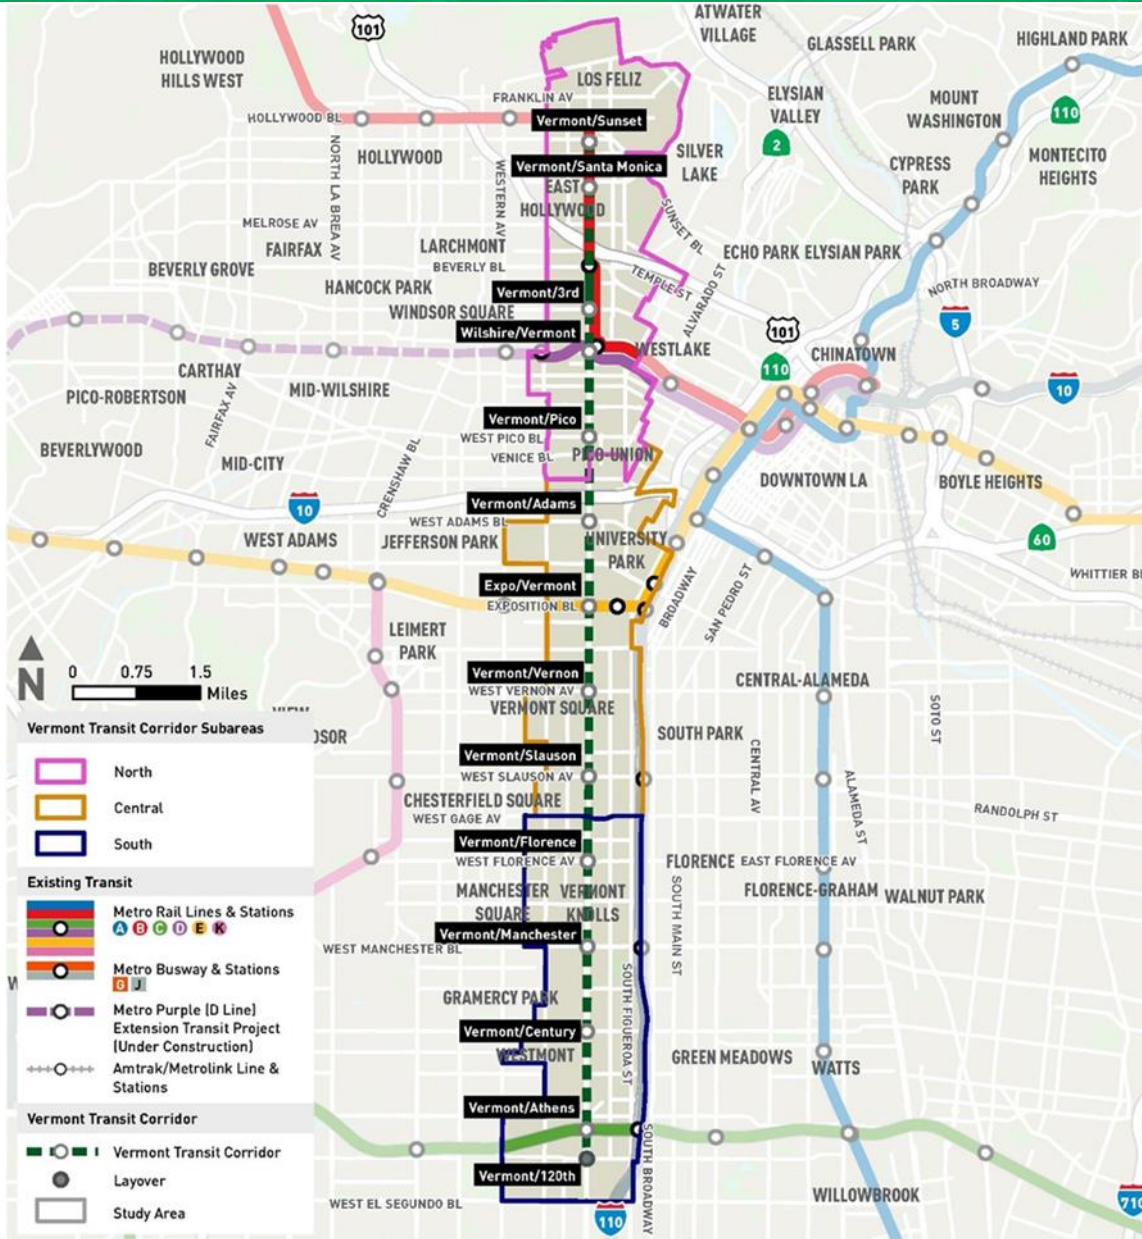 101
ATWATER
VILLAGE
GLASSELL PARK
HIGHLAND PARK
HOLLYWOOD
HILLS WEST
LOS FELIZ
FRANKLIN AV
ELYSIAN
VALLEY
MOUNT
WASHINGTON
110
HOLLYWOOD BL
Vermont/Sunset
2
NORTH LA BREA AV
HOLLYWOOD
WESTERN AV
Vermont/Santa Monica
SILVER
LAKE
CYPRESS
PARK
MONTECITO
HEIGHTS
EAST
HOLLYWOOD
MELROSE AV
FAIRFAX
LARCHMONT
BEVERLY BL
SUNSET BL
ECHO PARK
ELYSIAN PARK
BEVERLY GROVE
HANCOCK PARK
Vermont/3rd
TEMPLE ST
ALVARADO ST
NORTH BROADWAY
WINDSOR SQUARE
5
101
Wilshire/Vermont
WESTLAKE
CHINATOWN
110
10
CARTHAY
PICO-ROBERTSON
MID-WILSHIRE
FAIRFAX AV
Vermont/Pico
WEST PICO BL
VENICE BL
PICO-UNION
BEVERLYWOOD
MID-CITY
CRENSHAW BL
DOWNTOWN LA
BOYLE HEIGHTS
10
Vermont/Adams
WEST ADAMS BL
WEST ADAMS
JEFFERSON PARK
UNIVERSITY
PARK
60
WHITTIER BL
Expo/Vermont
EXPOSITION BL
BROADWAY
SAN PEDRO ST
LEIMERT
PARK
N
0 0.75 1.5
Miles
Vermont/Vernon
WEST VERNON AV
VERMONT SQUARE
CENTRAL-ALAMEDA
SOTO ST
SOUTH PARK
CENTRAL AV
Vermont/Slauson
WEST SLAUSON AV
ALAMEDA ST
CHESTERFIELD SQUARE
WEST GAGE AV
RANDOLPH ST
Vermont/Florence
WEST FLORENCE AV
FLORENCE
EAST FLORENCE AV
FLORENCE-GRAHAM
WALNUT PARK
MANCHESTER
SQUARE
VERMONT
KNOLLS
SOUTH MAIN ST
Vermont/Manchester
WEST MANCHESTER BL
SOUTH FIGUEROA ST
GRAMERCY PARK
Vermont/Century
WESTMONT
GREEN MEADOWS
WATTS
Vermont/Athens
SOUTH BROADWAY
Vermont/120th
WEST EL SEGUNDO BL
110
WILLOWBROOK
710
Vermont Transit Corridor Subareas
North
Central
South
Existing Transit
Metro Rail Lines & Stations
A B C D E K
Metro Busway & Stations
G J
Metro Purple (D Line)
Extension Transit Project
(Under Construction)
Amtrak/Metrolink Line &
Stations
Vermont Transit Corridor
Vermont Transit Corridor
Layover
Study Area